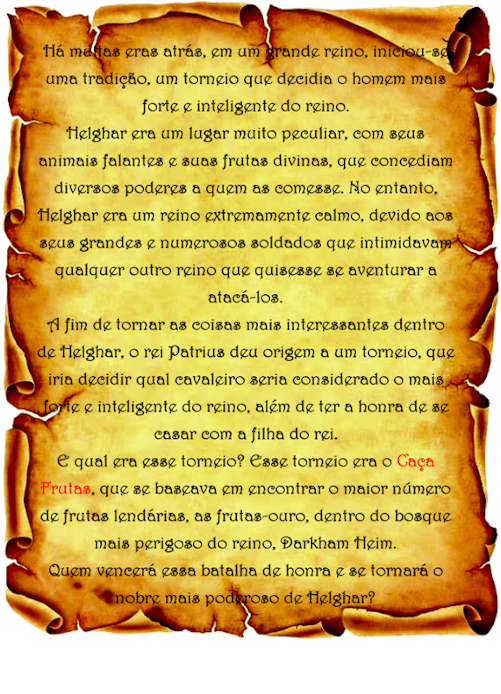 Há muitas eras atrás, em um grande reino, iniciou-se
uma tradição, um torneio que decidia o homem mais
forte e inteligente do reino.
Helghar era um lugar muito peculiar, com seus
animais falantes e suas frutas divinas, que concediam
diversos poderes a quem as comesse. No entanto,
Helghar era um reino extremamente calmo, devido aos
seus grandes e numerosos soldados que intimidavam
qualquer outro reino que quisesse se aventurar a
atacá-los.
A fim de tornar as coisas mais interessantes dentro
de Helghar, o rei Patrius deu origem a um torneio, que
iria decidir qual cavaleiro seria considerado o mais
forte e inteligente do reino, além de ter a honra de se
casar com a filha do rei.
E qual era esse torneio? Esse torneio era o Caça
Frutas, que se baseava em encontrar o maior número
de frutas lendárias, as frutas-ouro, dentro do bosque
mais perigoso do reino, Darkham Heim.
Quem vencerá essa batalha de honra e se tornará o
nobre mais poderoso de Helghar?